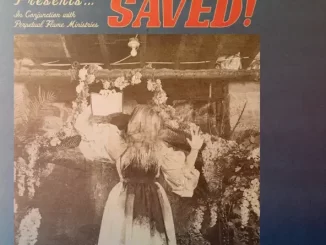 Presents...
In Conjunction with
Perpetual Flame Ministries
SAVED!